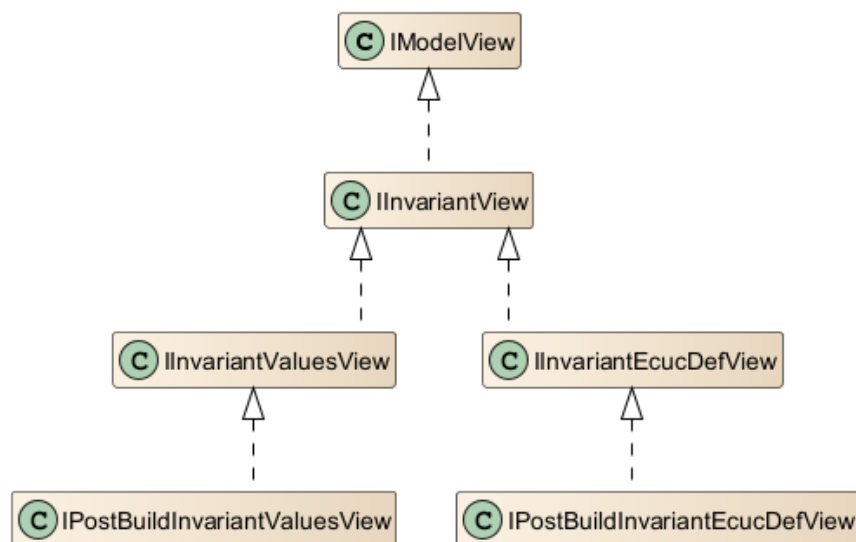 C IModelView
C IInvariantView
C IInvariantValuesView
C IInvariantEcucDefView
C IPostBuildInvariantValuesView
C IPostBuildInvariantEcucDefView